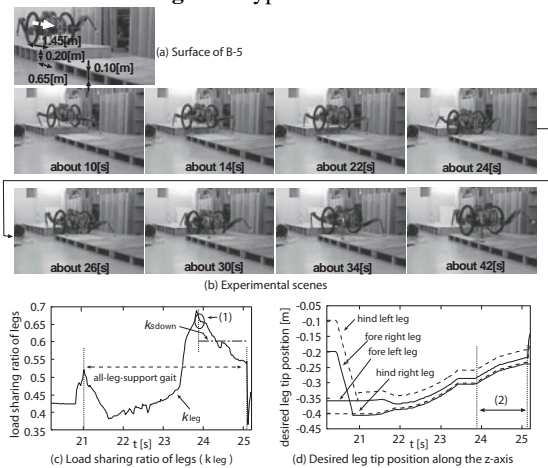 1.45[m]
0.20[m]
0.65[m]
0.10[m]
(a) Surface of B-5
about 10[s]
about 14[s]
about 22[s]
about 24[s]
about 26[s]
about 30[s]
about 34[s]
about 42[s]
(b) Experimental scenes
load sharing ratio of legs
0.7
0.65
0.6
0.55
0.5
0.45
0.4
0.35
(1)
ksdown
all-leg-support gait
kleg
21
22
23
24
25
t [s]
(c) Load sharing ratio of legs ( k leg )
desired leg tip position [m]
-0.05
-0.1
-0.15
-0.2
-0.25
-0.3
-0.35
-0.4
-0.45
hind left leg
fore right leg
fore left leg
hind right leg
(2)
21
22
23
24
25
t [s]
(d) Desired leg tip position along the z-axis